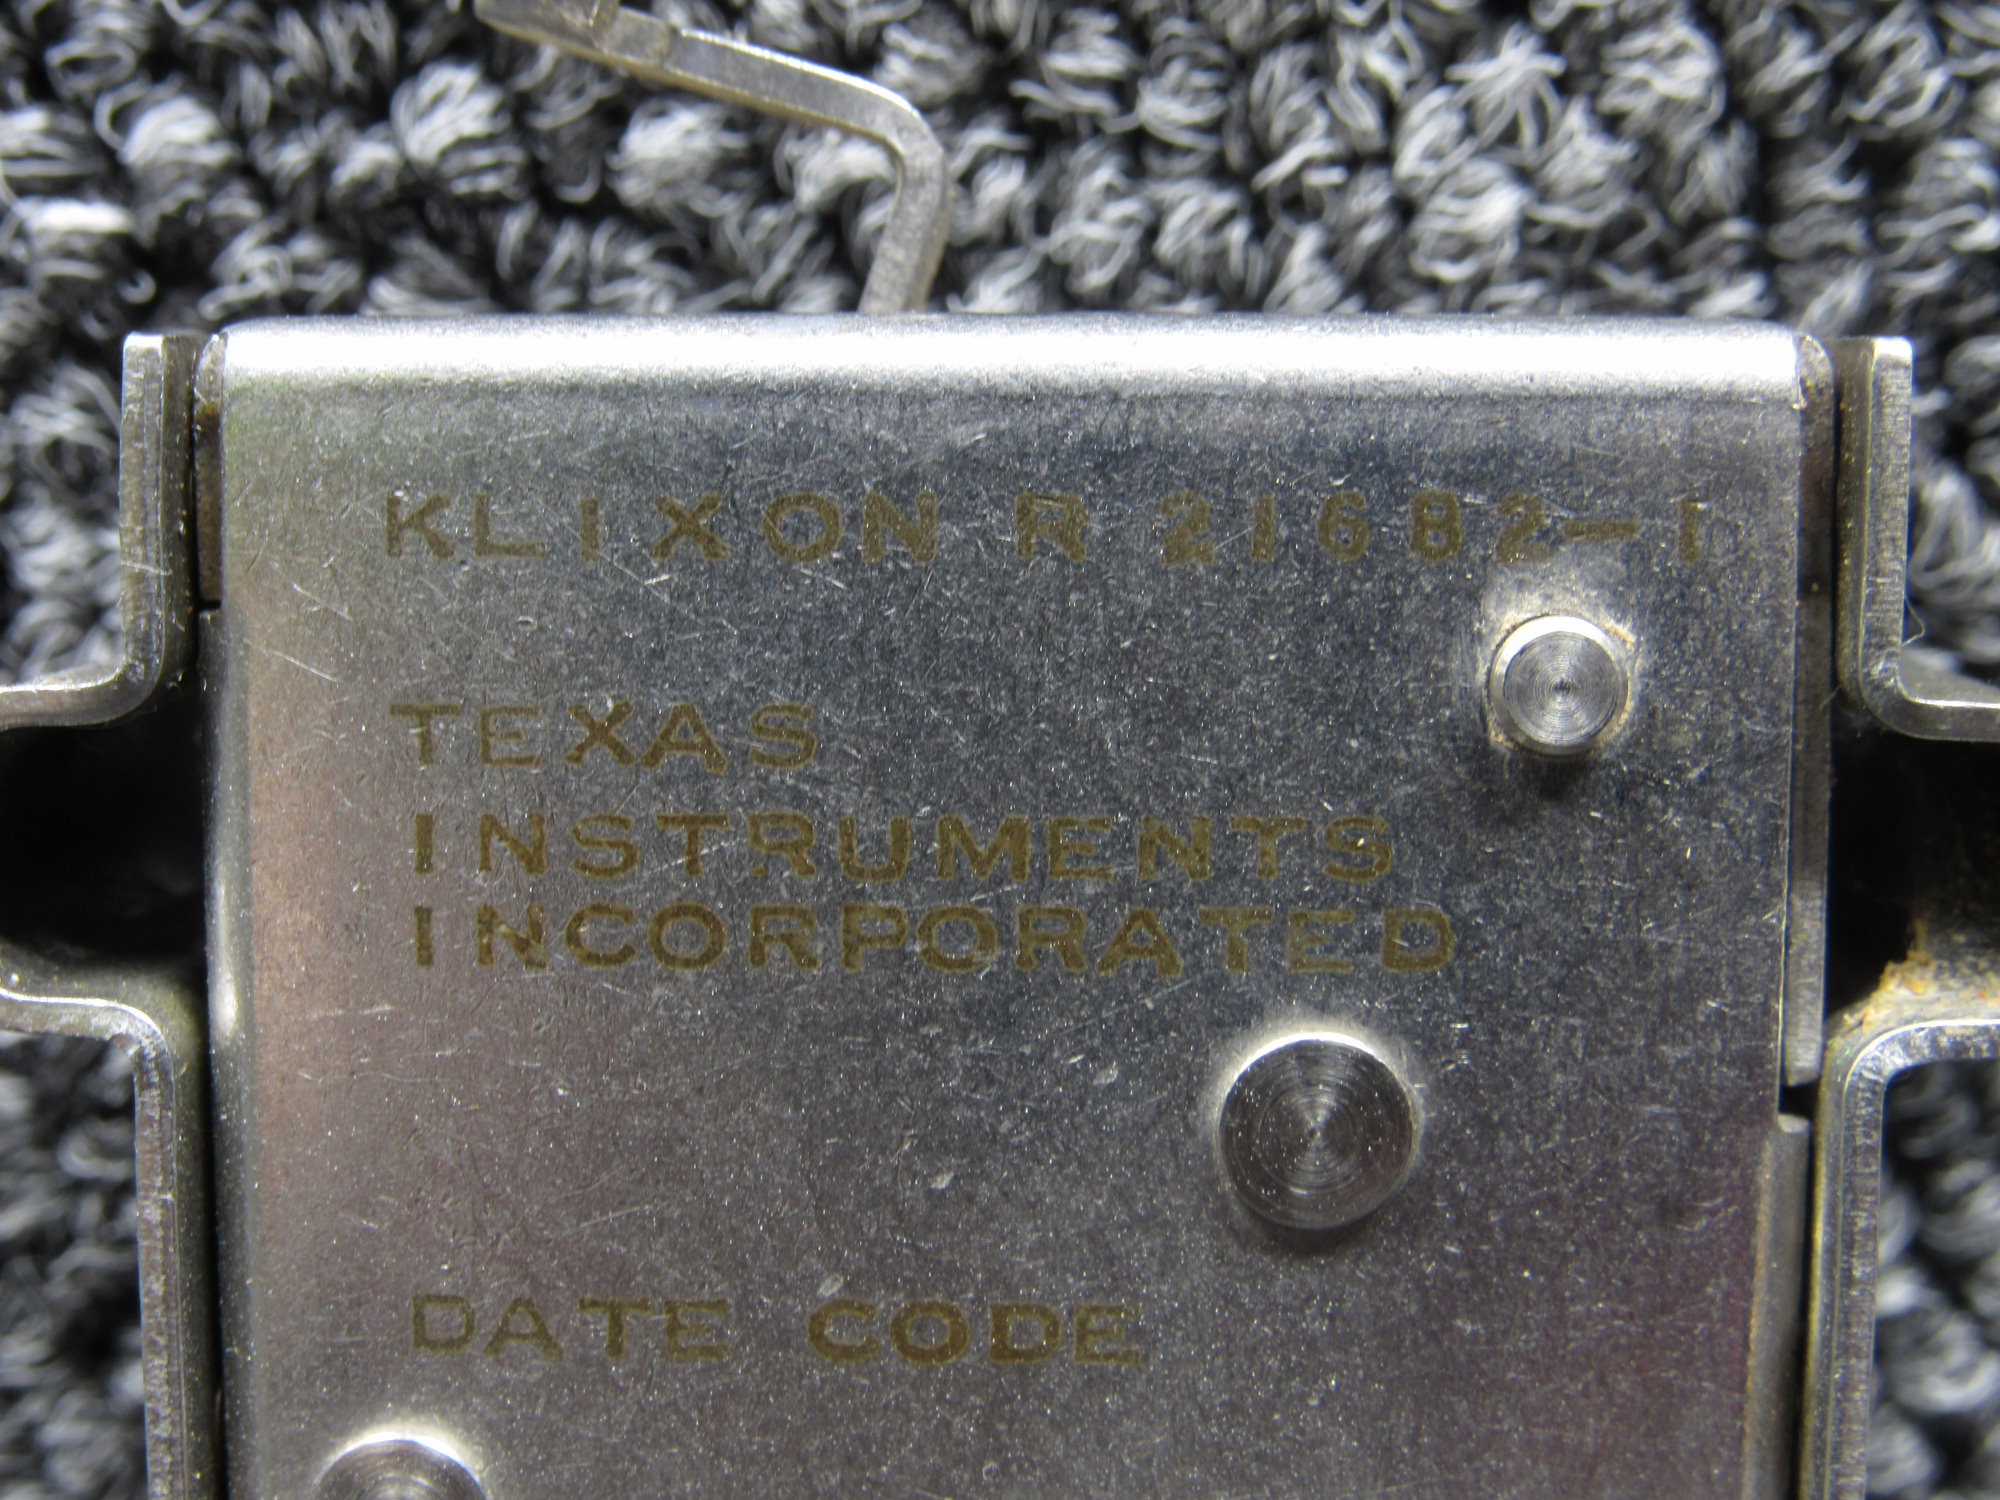 KLIXON R 21682-1
TEXAS
INSTRUMENTS
INCORPORATED
DATE CODE